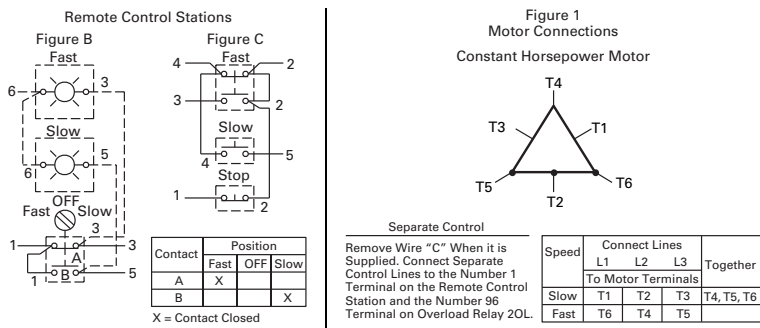 Remote Control Stations
Figure B
Fast
6
3
Slow
6
5
OFF
Fast
Slow
3
1
3
A
1
B
5
Figure C
Fast
4
2
3
2
Slow
4
5
Stop
1
2
Contact
Position
Fast OFF Slow
A X
B X
X = Contact Closed
Figure 1
Motor Connections
Constant Horsepower Motor
T4
T3
T1
T5
T6
T2
Separate Control
Remove Wire “C” When it is
Supplied. Connect Separate
Control Lines to the Number 1
Terminal on the Remote Control
Station and the Number 96
Terminal on Overload Relay 2OL.
Speed
Connect Lines
Together
L1 L2 L3
To Motor Terminals
Slow T1 T2 T3 T4, T5, T6
Fast T6 T4 T5